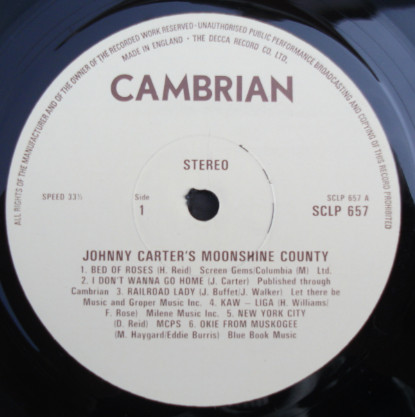 ALL RIGHTS OF THE MANUFACTURER AND OF THE OWNER OF THE RECORDED WORK RESERVED · UNAUTHORISED PUBLIC PERFORMANCE BROADCASTING AND COPYING OF THIS RECORD PROHIBITED
MADE IN ENGLAND · THE DECCA RECORD CO. LTD.
CAMBRIAN
STEREO
SPEED 33⅓
Side
1
SCLP 657 A
SCLP 657
JOHNNY CARTER'S MOONSHINE COUNTY
1. BED OF ROSES (H. Reid) Screen Gems/Columbia (M) Ltd.
2. I DON'T WANNA GO HOME (J. Carter) Published through
Cambrian 3. RAILROAD LADY (J. Buffet/J. Walker) Let there be
Music and Groper Music Inc. 4. KAW – LIGA (H. Williams/
F. Rose) Milene Music Inc. 5. NEW YORK CITY
(D. Reid) MCPS 6. OKIE FROM MUSKOGEE
(M. Haygard/Eddie Burris) Blue Book Music